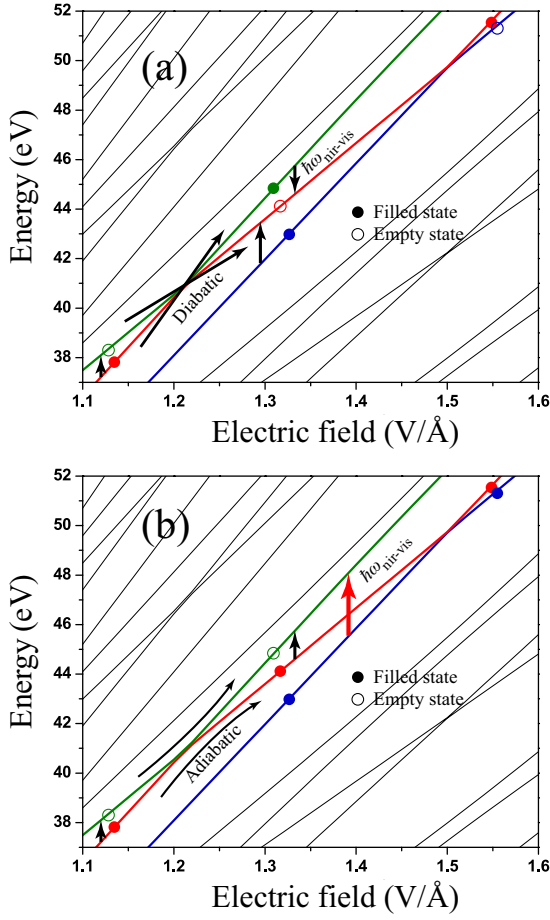 (a)
Energy (eV)
52
50
48
46
44
42
40
38
ħω nir-vis
Filled state
Empty state
Diabatic
1.1 1.2 1.3 1.4 1.5 1.6
Electric field (V/Å)
(b)
Energy (eV)
52
50
48
46
44
42
40
38
ħω nir-vis
Filled state
Empty state
Adiabatic
1.1 1.2 1.3 1.4 1.5 1.6
Electric field (V/Å)